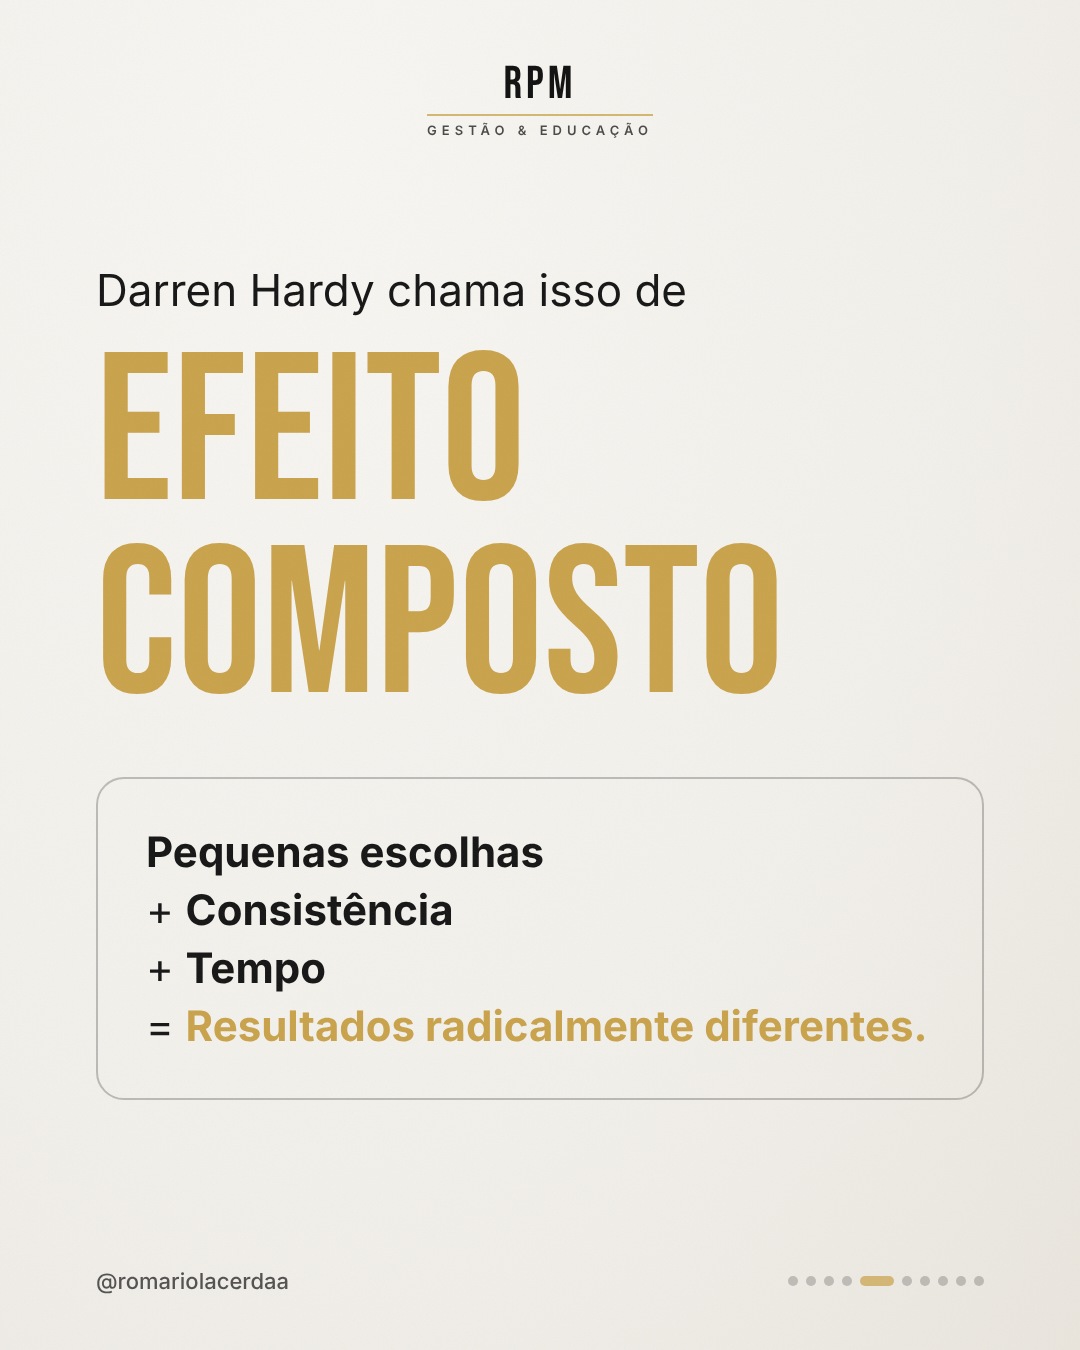 RPM
GESTÃO & EDUCAÇÃO
Darren Hardy chama isso de
EFEITO
COMPOSTO
Pequenas escolhas
+ Consistência
+ Tempo
= Resultados radicalmente diferentes.
@romariolacerdaa